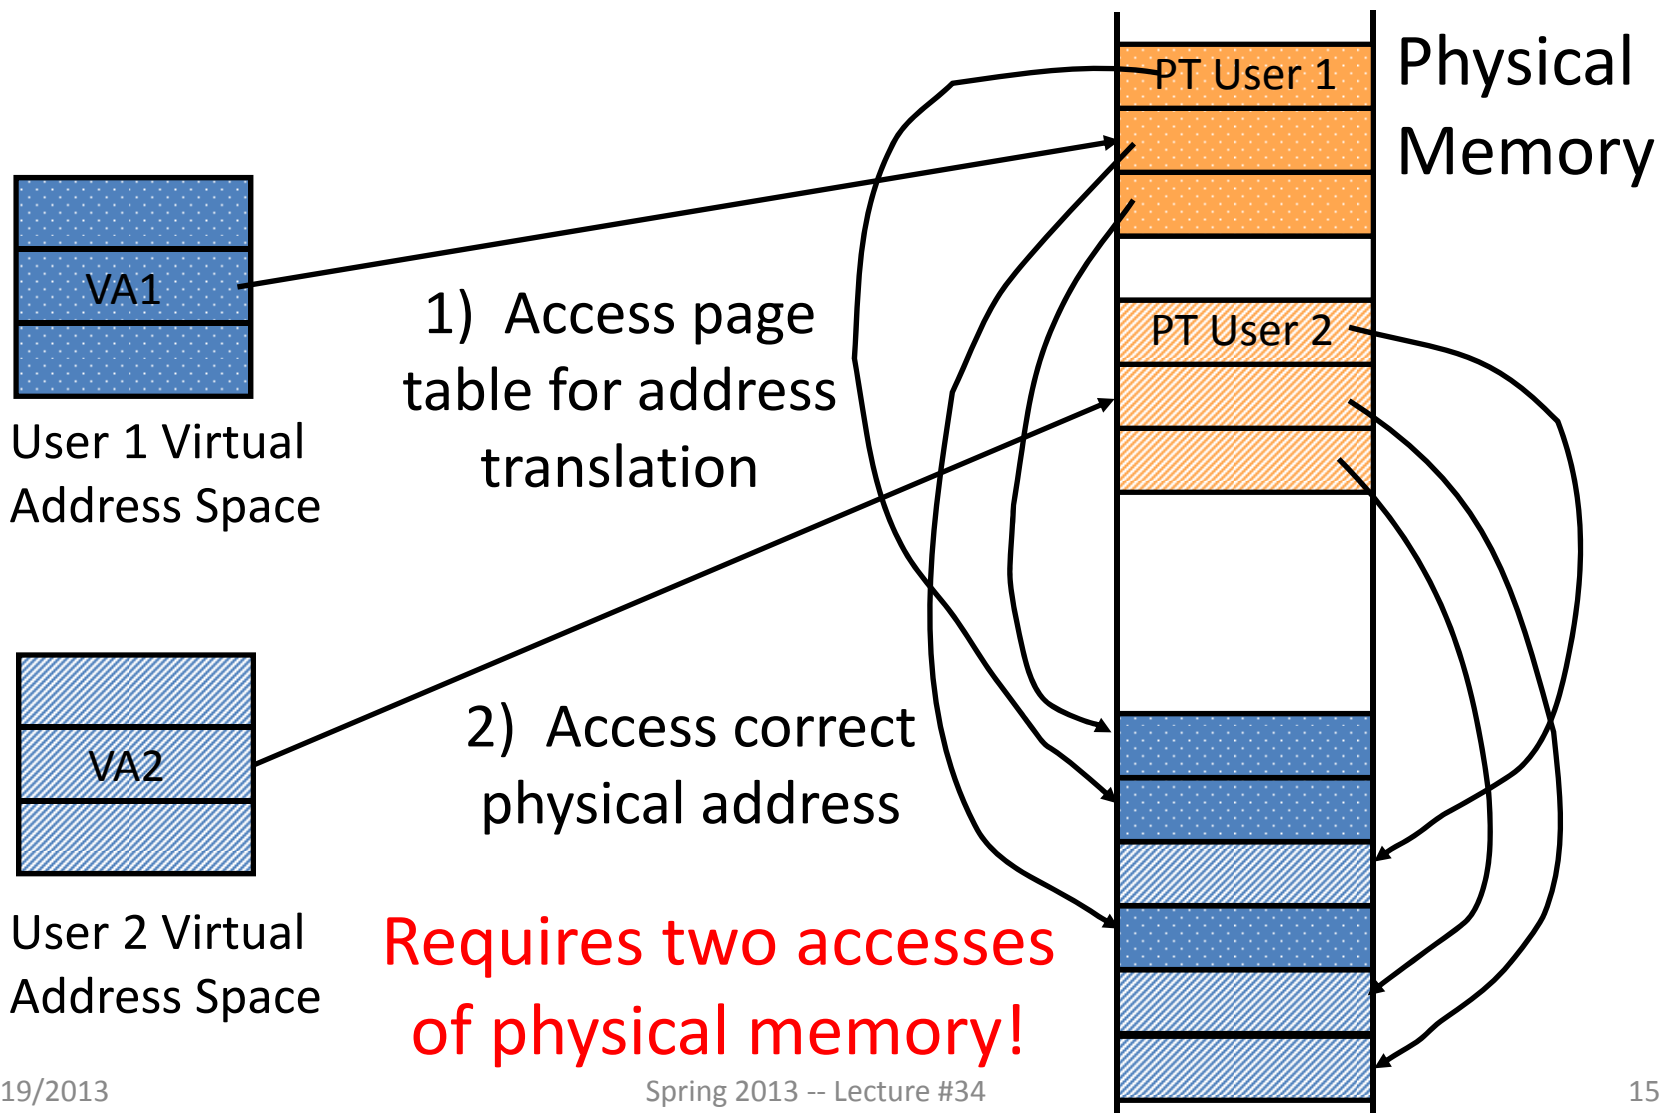 PT User 1
Physical
Memory
VA1
1) Access page
table for address
translation
PT User 2
User 1 Virtual
Address Space
VA2
2) Access correct
physical address
User 2 Virtual
Address Space
Requires two accesses
of physical memory!
19/2013
Spring 2013 -- Lecture #34
15